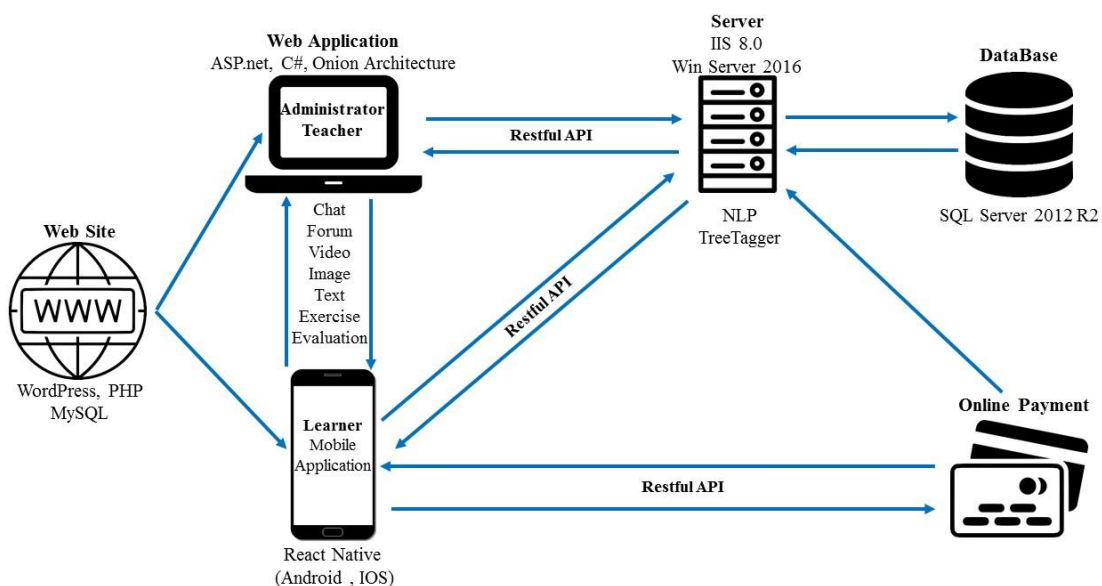 Web Application
ASP.net, C#, Onion Architecture
Administrator
Teacher
Server
IIS 8.0
Win Server 2016
DataBase
Restful API
NLP
TreeTagger
SQL Server 2012 R2
Web Site
WWW
WordPress, PHP
MySQL
Chat
Forum
Video
Image
Text
Exercise
Evaluation
Restful API
Learner
Mobile
Application
React Native
(Android , IOS)
Restful API
Online Payment